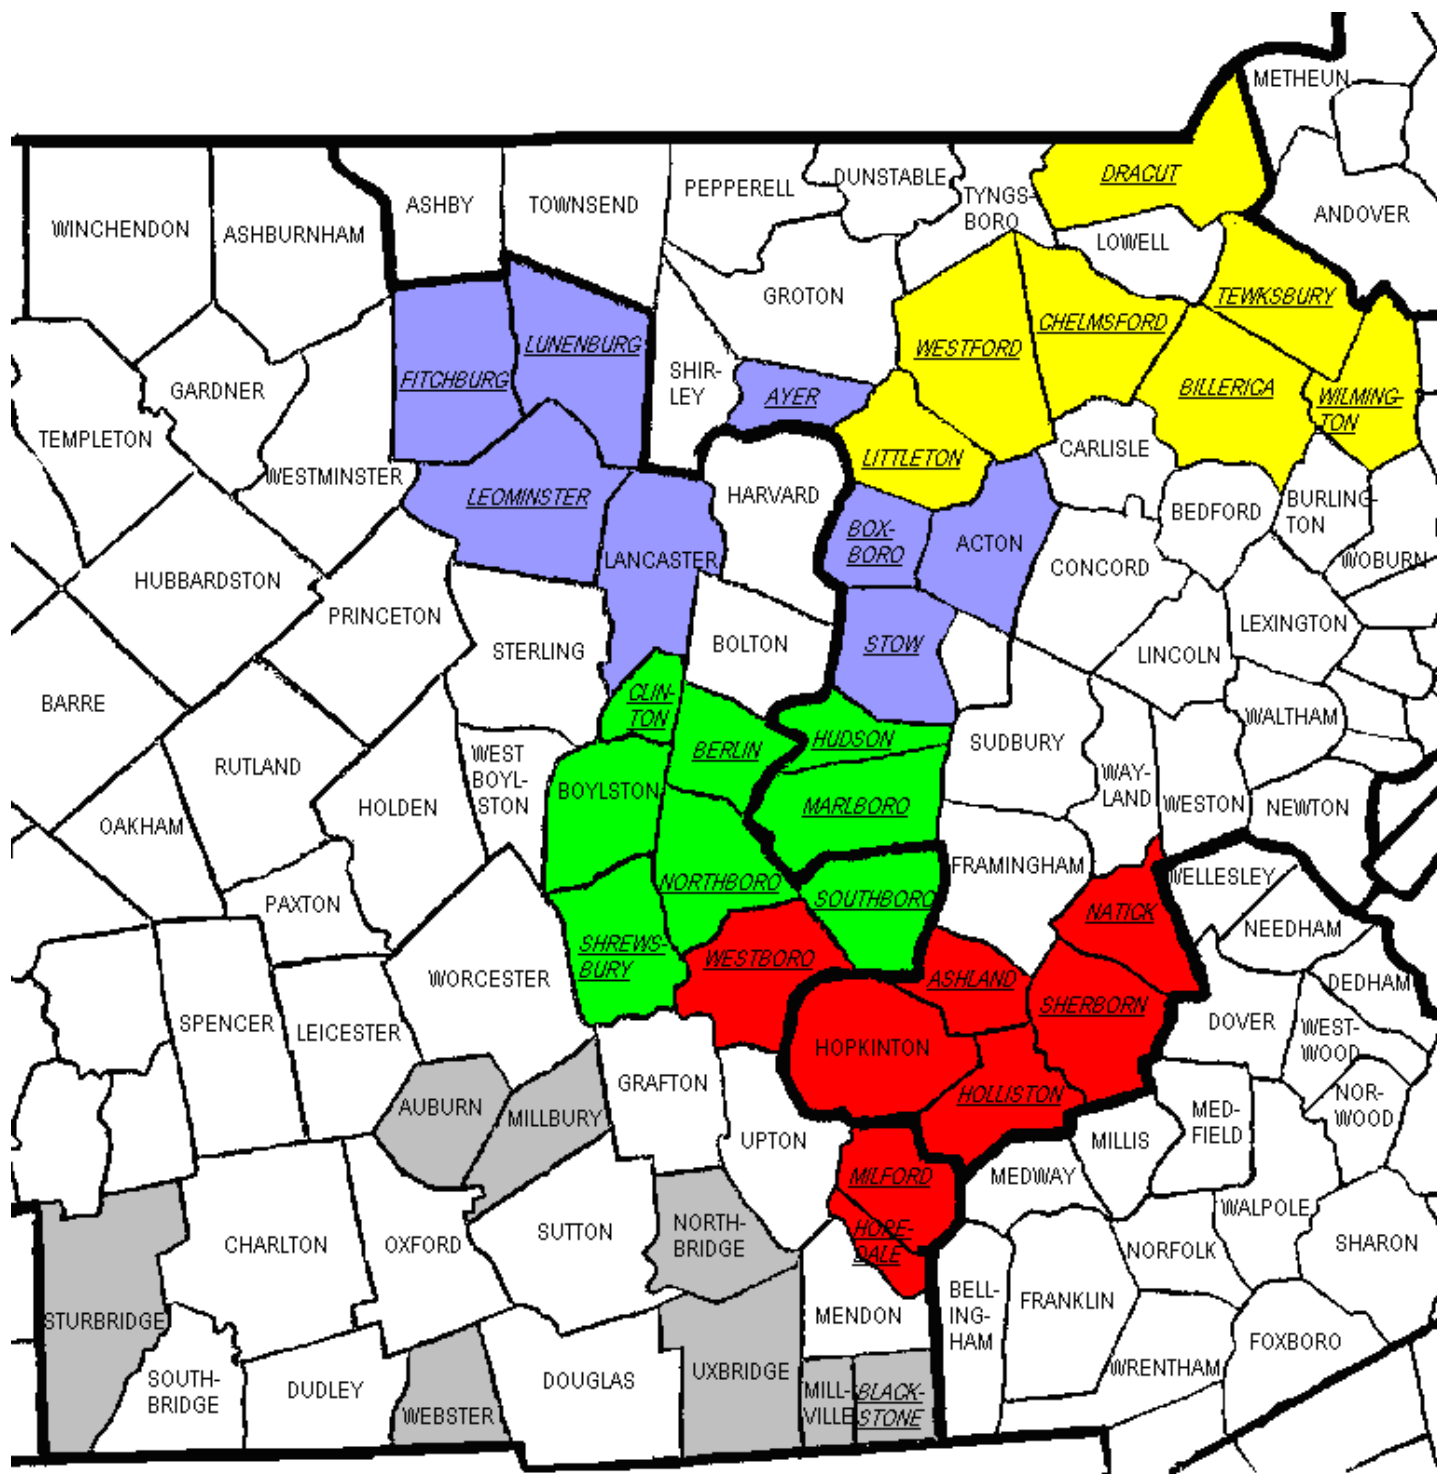 METHEUN
DRACUT
PEPPERELL
DUNSTABLE
TYNGS-
BORO
ASHBY
TOWNSEND
ANDOVER
WINCHENDON
ASHBURNHAM
LOWELL
GROTON
TEWKSBURY
CHELMSFORD
LUNENBURG
WESTFORD
FITCHBURG
SHIR-
LEY
AYER
BILLERICA
WILMING-
TON
GARDNER
TEMPLETON
WESTMINSTER
LITTLETON
CARLISLE
LEOMINSTER
HARVARD
BEDFORD
BURLING-
TON
BOX-
BORO
ACTON
WOBURN
LANCASTER
CONCORD
HUBBARDSTON
PRINCETON
STERLING
BOLTON
STOW
LINCOLN
LEXINGTON
BARRE
CLIN-
TON
WALTHAM
BERLIN
HUDSON
SUDBURY
RUTLAND
WEST
BOYL-
STON
WAY-
LAND
HOLDEN
BOYLSTON
MARLBORO
WESTON
NEWTON
OAKHAM
FRAMINGHAM
WELLESLEY
PAXTON
NORTHBORO
SOUTHBORO
NATICK
NEEDHAM
SHREWS-
BURY
WESTBORO
WORCESTER
ASHLAND
SHERBORN
DEDHAM
SPENCER
LEICESTER
DOVER
WEST-
WOOD
HOPKINTON
GRAFTON
HOLLISTON
NOR-
WOOD
AUBURN
MILLBURY
MED-
FIELD
UPTON
MILLIS
MILFORD
MEDWAY
WALPOLE
NORTH-
BRIDGE
HOPE-
DALE
SUTTON
CHARLTON
OXFORD
NORFOLK
SHARON
BELL-
ING-
HAM
FRANKLIN
STURBRIDGE
MENDON
FOXBORO
SOUTH-
BRIDGE
DUDLEY
DOUGLAS
UXBRIDGE
WRENTHAM
WEBSTER
MILL-
VILLE
BLACK-
STONE